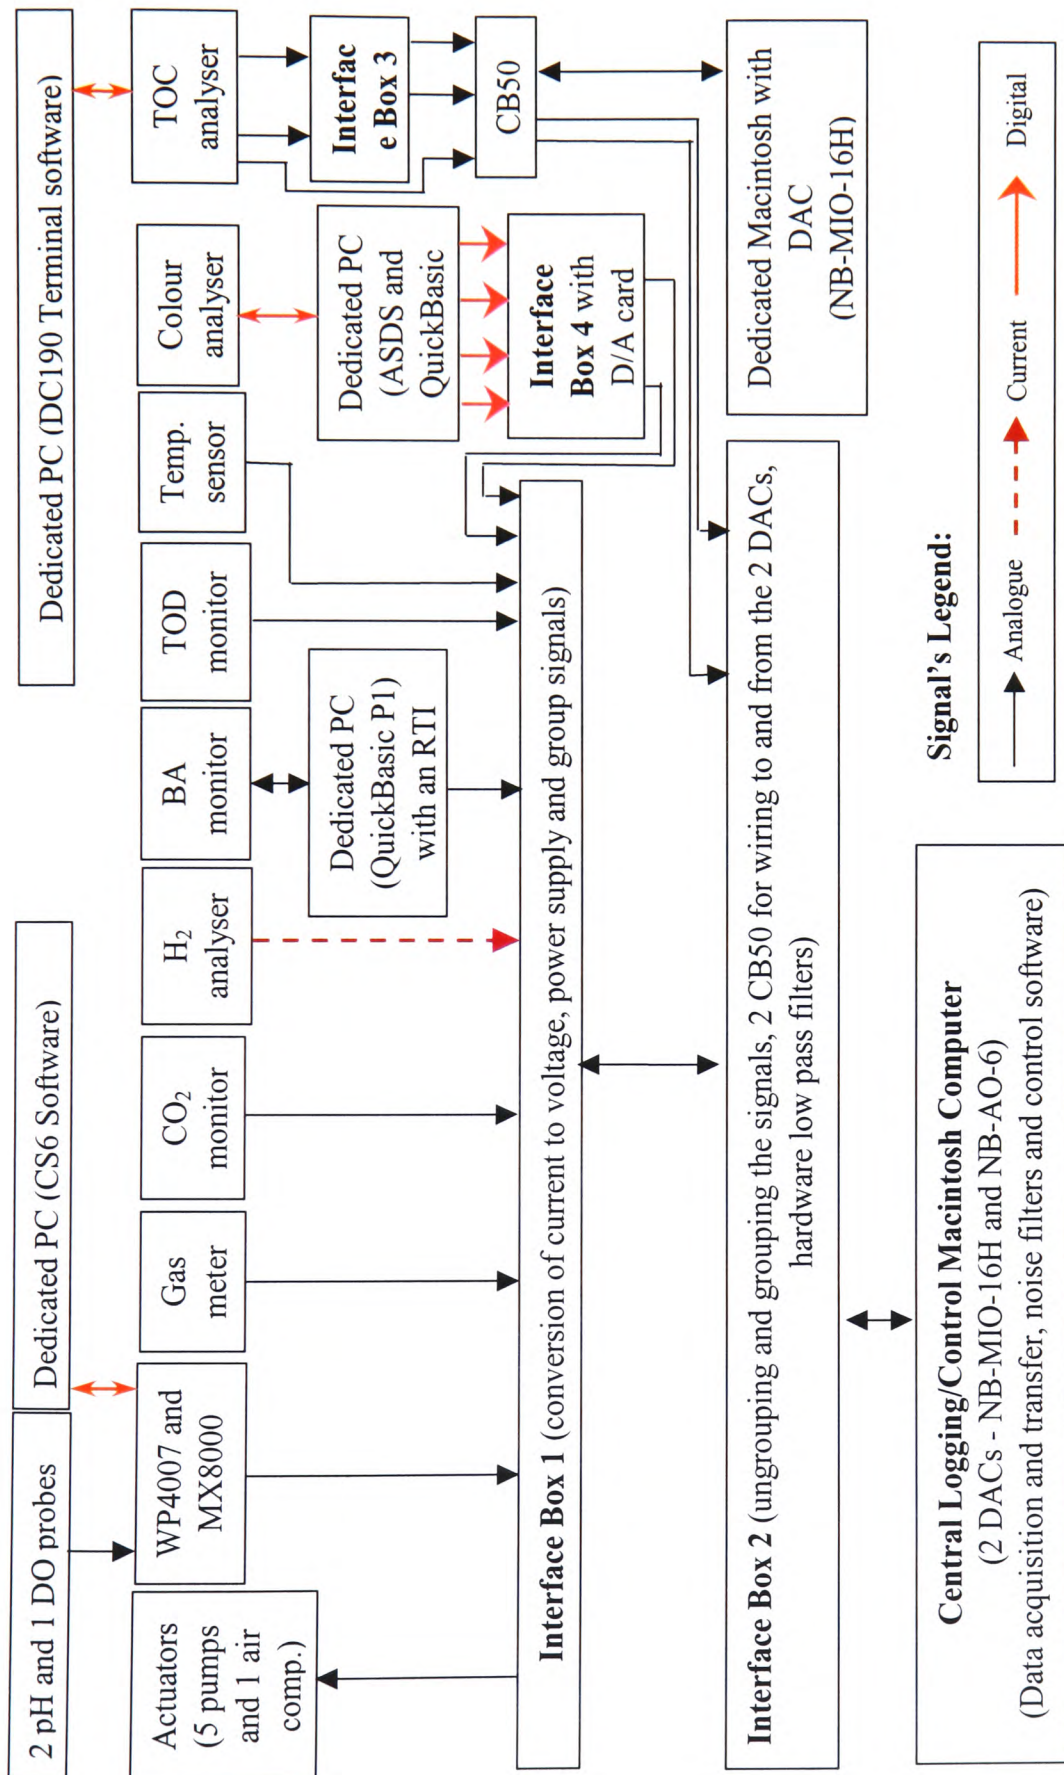 2 pH and 1 DO probes
Dedicated PC (CS6 Software)
Dedicated PC (DC190 Terminal software)
Actuators
(5 pumps
and 1 air
comp.)
WP4007 and
MX8000
Gas
meter
CO2
monitor
H2
analyser
BA
monitor
TOD
monitor
Temp.
sensor
Colour
analyser
TOC
analyser
Dedicated PC
(QuickBasic P1)
with an RTI
Dedicated PC
(ASDS and
QuickBasic
Interfac
e Box 3
Interface
Box 4 with
D/A card
CB50
Interface Box 1 (conversion of current to voltage, power supply and group signals)
Interface Box 2 (ungrouping and grouping the signals, 2 CB50 for wiring to and from the 2 DACs,
hardware low pass filters)
Dedicated Macintosh with
DAC
(NB-MIO-16H)
Central Logging/Control Macintosh Computer
(2 DACs - NB-MIO-16H and NB-AO-6)
(Data acquisition and transfer, noise filters and control software)
Signal's Legend:
Analogue
Current
Digital